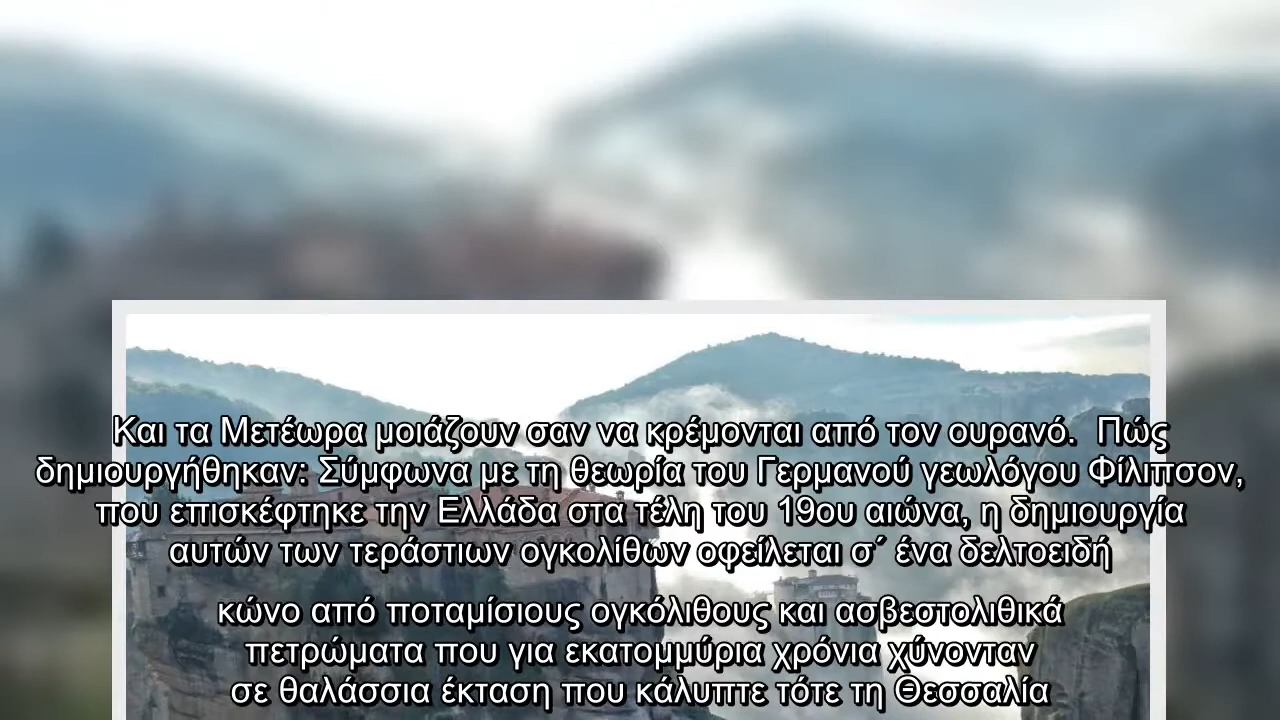 Και τα Μετέωρα μοιάζουν σαν να κρέμονται από τον ουρανό.  Πώς
δημιουργήθηκαν: Σύμφωνα με τη θεωρία του Γερμανού γεωλόγου Φίλιπσον,
που επισκέφτηκε την Ελλάδα στα τέλη του 19ου αιώνα, η δημιουργία
αυτών των τεράστιων ογκολίθων οφείλεται σ΄ ένα δελτοειδή
κώνο από ποταμίσιους ογκόλιθους και ασβεστολιθικά
πετρώματα που για εκατομμύρια χρόνια χύνονταν
σε θαλάσσια έκταση που κάλυπτε τότε τη Θεσσαλία